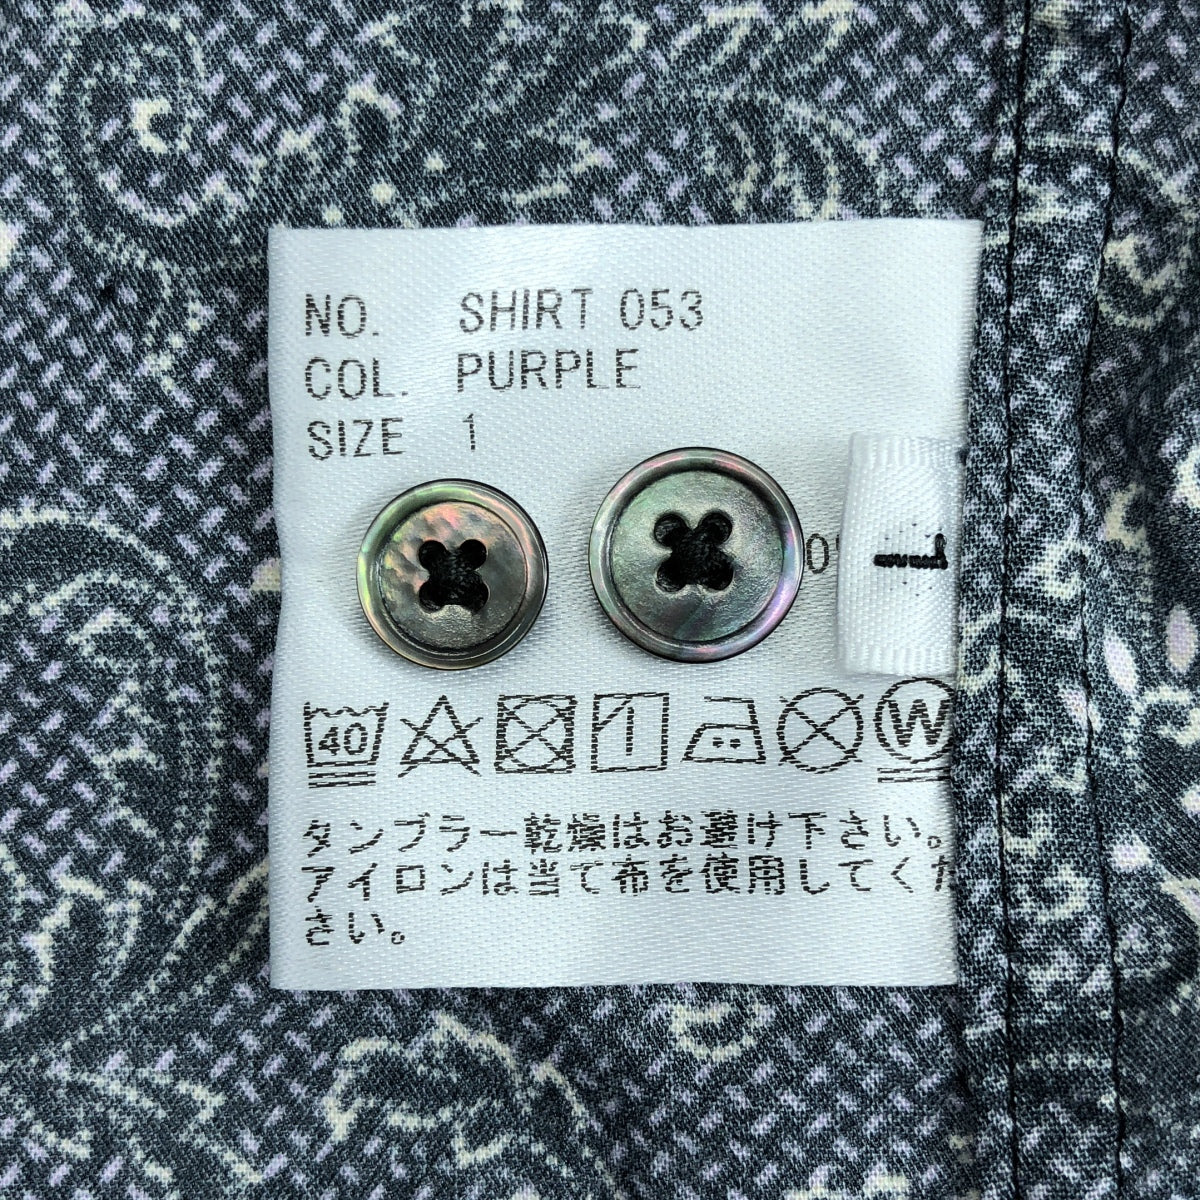 NO. SHIRT 053
COL. PURPLE
SIZE 1
1
40
W
タンブラー乾燥はお避け下さい。
アイロンは当て布を使用してくだ
さい。